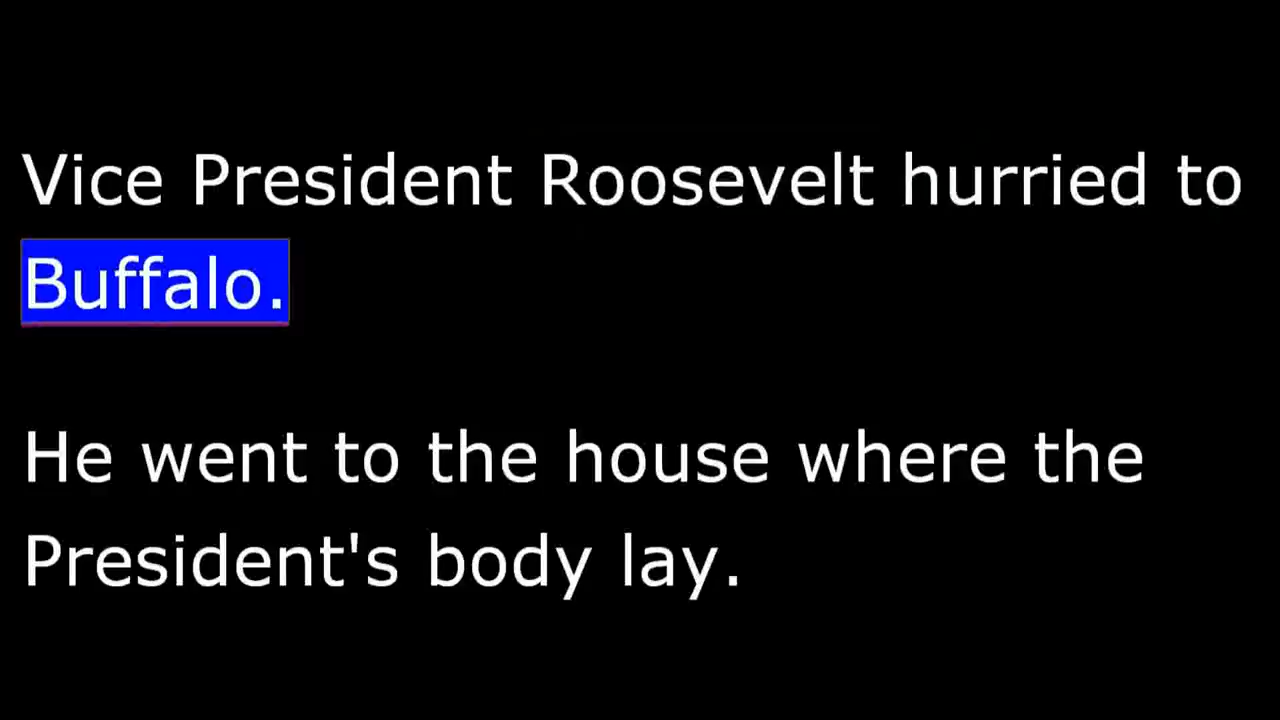 Vice President Roosevelt hurried to
Buffalo.
He went to the house where the
President's body lay.